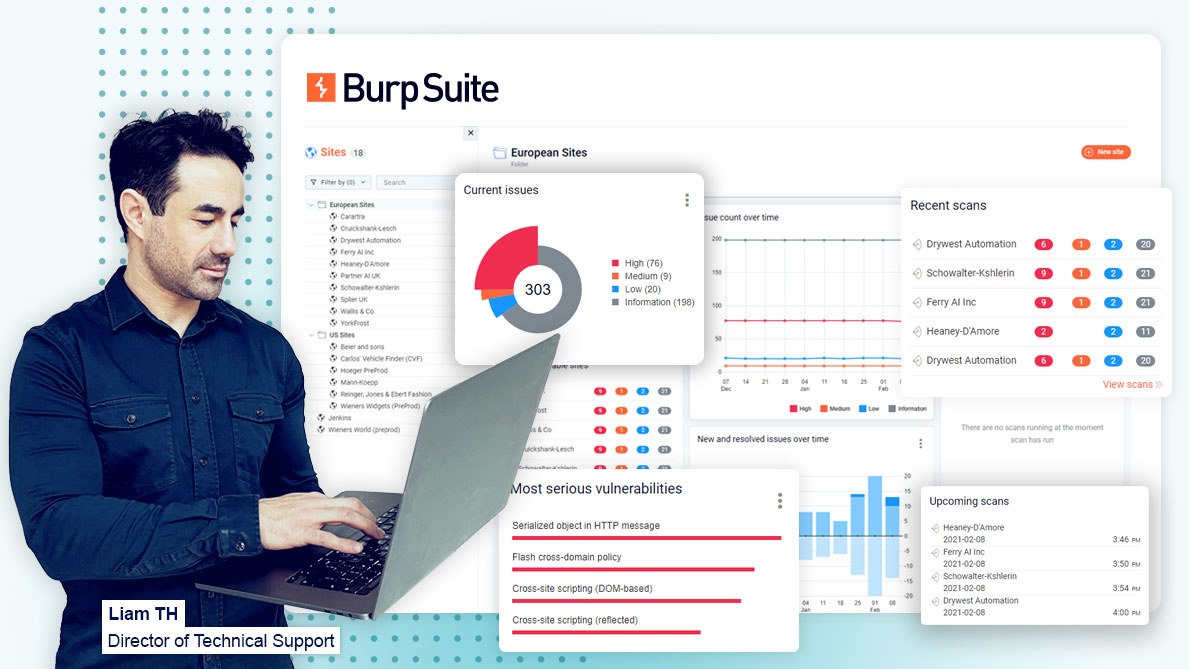 Burp Suite
Sites 18
Filter by (0)
Search
European Sites
Carartra
Cruickshank-Lesch
Drywest Automation
Ferry AI Inc
Heaney-D'Amore
Partner AI UK
Schowalter-Kshlerin
Splier UK
Wallis & Co
YorkFrost
US Sites
Beier and sons
Carlos' Vehicle Finder (CVF)
Hoeger PreProd
Mann-Koepp
Reinger, Jones & Ebert Fashion
Wieners Widgets (PreProd)
Jenkins
Wieners World (preprod)
European Sites
Folder
New site
Current issues
303
High (76)
Medium (9)
Low (20)
Information (198)
sue count over time
200
150
100
50
0
07 14 21 28 04 11 18 25 01
Dec Jan Feb
High Medium Low Information
Recent scans
Drywest Automation 6 1 2 20
Schowalter-Kshlerin 9 1 2 21
Ferry AI Inc 9 1 2 21
Heaney-D'Amore 2 2 11
Drywest Automation 6 1 2 20
View scans
able sites
9 1 2 21
ost 9 1 2 21
s & Co 9 1 2 21
uickshank-Lesch 9 1 2 21
Schowalter-Kshlerin 9 1 2 21
New and resolved issues over time
20
15
10
5
0
-5
-10
-15
-20
04 11 18 25 01 08
Jan Feb
There are no scans running at the moment
scan has run
Most serious vulnerabilities
Serialized object in HTTP message
Flash cross-domain policy
Cross-site scripting (DOM-based)
Cross-site scripting (reflected)
Upcoming scans
Heaney-D'Amore
2021-02-08 3:46 PM
Ferry AI Inc
2021-02-08 3:50 PM
Schowalter-Kshlerin
2021-02-08 3:54 PM
Drywest Automation
2021-02-08 4:00 PM
Liam TH
Director of Technical Support